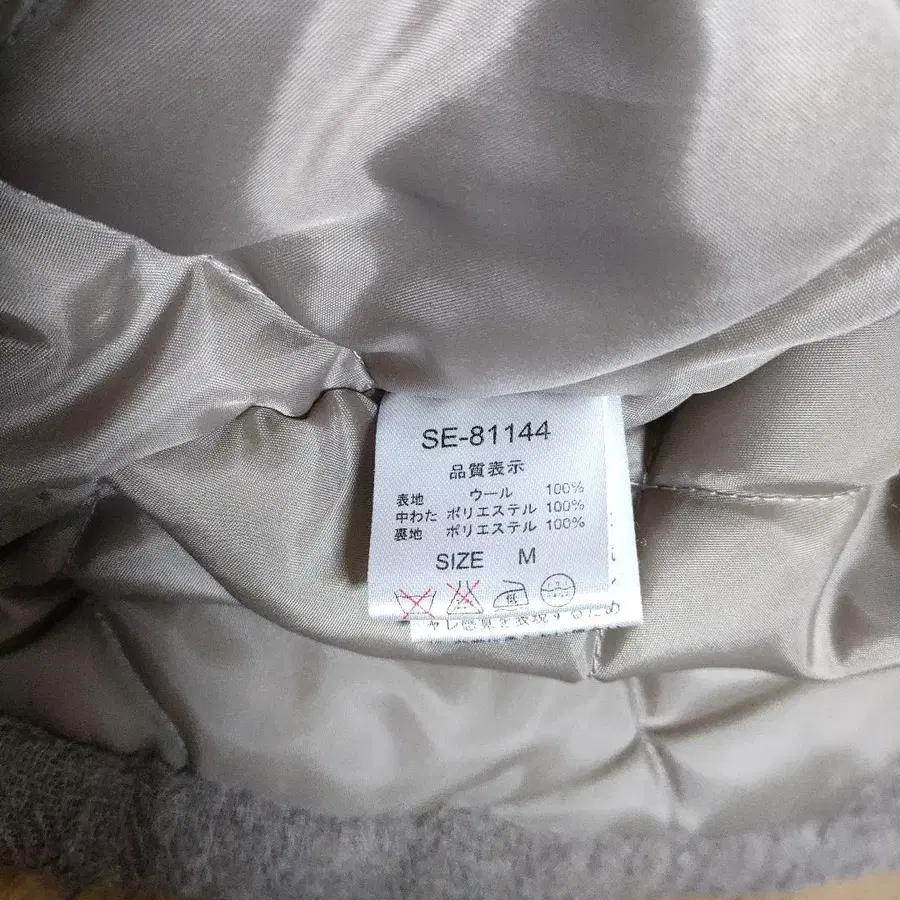 SE-81144
品質表示
表地 ウール 100%
中わた ポリエステル 100%
裏地 ポリエステル 100%
SIZE M
低